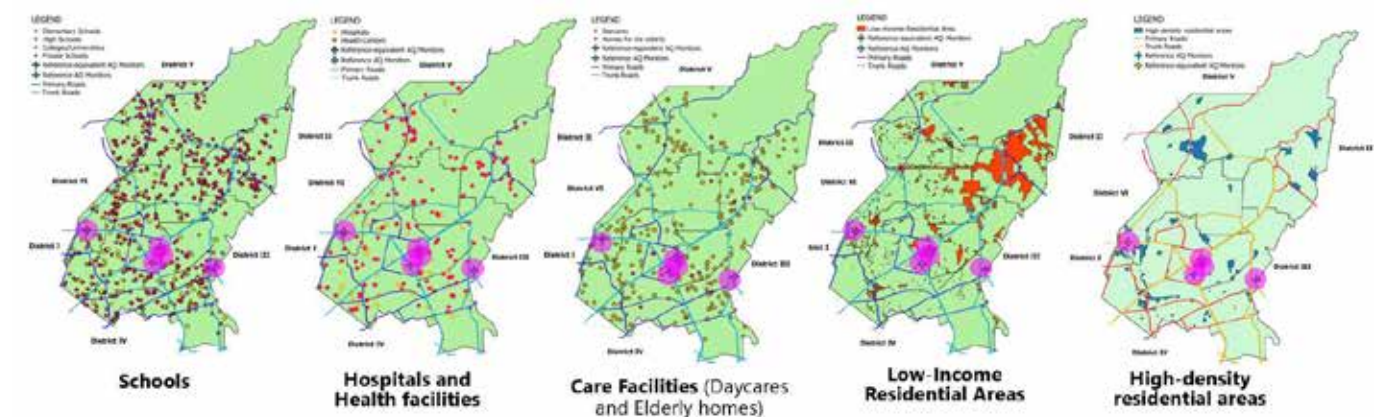 LEGEND
Elementary Schools
High Schools
Colleges/Universities
Private Schools
Reference-equivalent AQ Monitors
Reference AQ Monitors
Primary Roads
Trunk Roads
District V
District VI
District I
District III
District IV
Schools
LEGEND
Hospitals
Health Centers
Reference-equivalent AQ Monitors
Reference AQ Monitors
Primary Roads
Trunk Roads
District V
District II
District VI
District I
District III
District IV
Hospitals and
Health facilities
LEGEND
Daycares
Homes for the elderly
Reference-equivalent AQ Monitors
Reference AQ Monitors
Primary Roads
Trunk Roads
District V
District II
District VI
District I
District III
District IV
Care Facilities (Daycares
and Elderly homes)
LEGEND
Low-Income Residential Area
Reference-equivalent AQ Monitors
Reference AQ Monitors
Primary Roads
Trunk Roads
District V
District II
District VI
District III
District IV
Low-Income
Residential Areas
LEGEND
High density residential areas
Primary Roads
Trunk Roads
Reference AQ Monitors
Reference-equivalent AQ Monitors
District V
District II
District VI
District III
District IV
High-density
residential areas